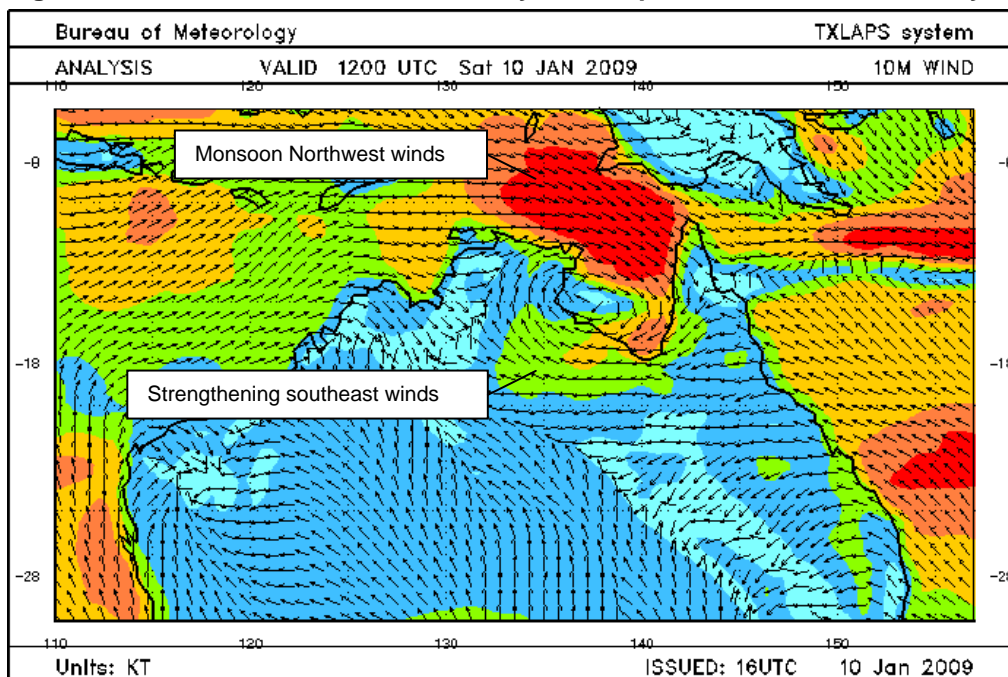 Bureau of Meteorology TXLAPS system
ANALYSIS VALID 1200 UTC Sat 10 JAN 2009 10M WIND
110 120 130 140 150
-8
Monsoon Northwest winds
-18 -18
Strengthening southeast winds
-28 -28
110 120 130 140 150
Units: KT ISSUED: 16UTC 10 Jan 2009